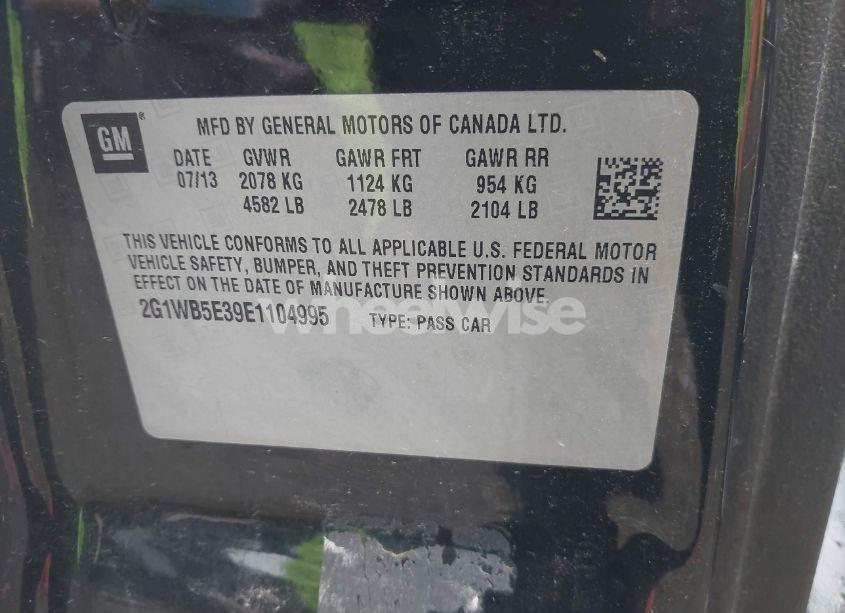 GM ®
MFD BY GENERAL MOTORS OF CANADA LTD.
DATE GVWR GAWR FRT GAWR RR
07/13 2078 KG 1124 KG 954 KG
4582 LB 2478 LB 2104 LB
THIS VEHICLE CONFORMS TO ALL APPLICABLE U.S. FEDERAL MOTOR
VEHICLE SAFETY, BUMPER, AND THEFT PREVENTION STANDARDS IN
EFFECT ON THE DATE OF MANUFACTURE SHOWN ABOVE.
2G1WB5E39E1104995 TYPE: PASS CAR
wheelwise